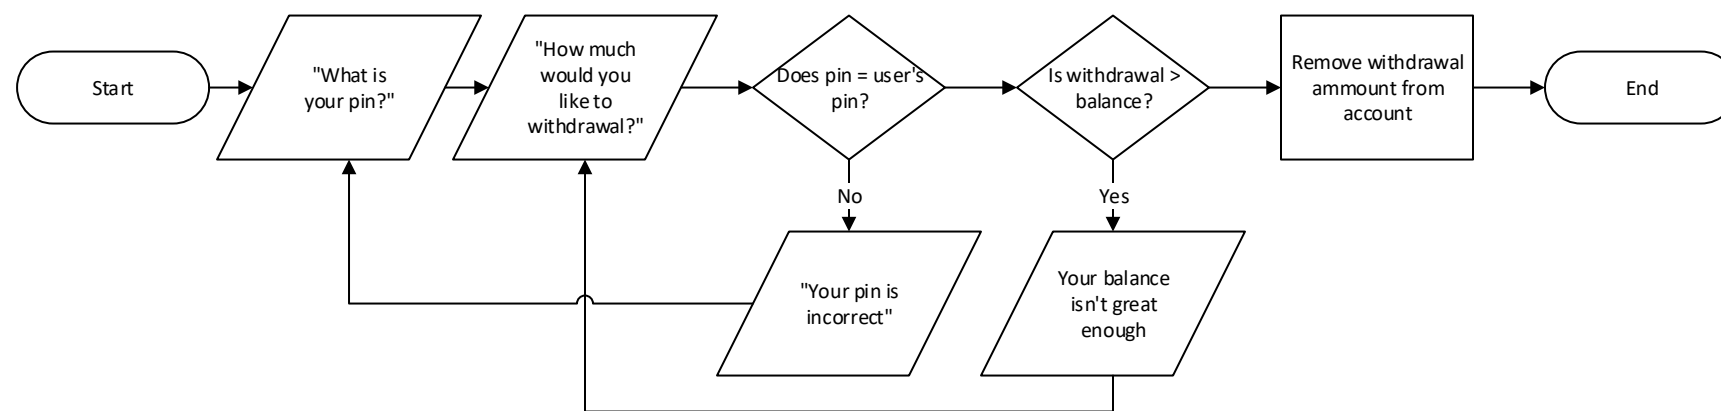 Start
"What is
your pin?"
"How much
would you
like to
withdrawal?"
Does pin = user's
pin?
Is withdrawal >
balance?
Remove withdrawal
ammount from
account
End
No
Yes
"Your pin is
incorrect"
Your balance
isn't great
enough